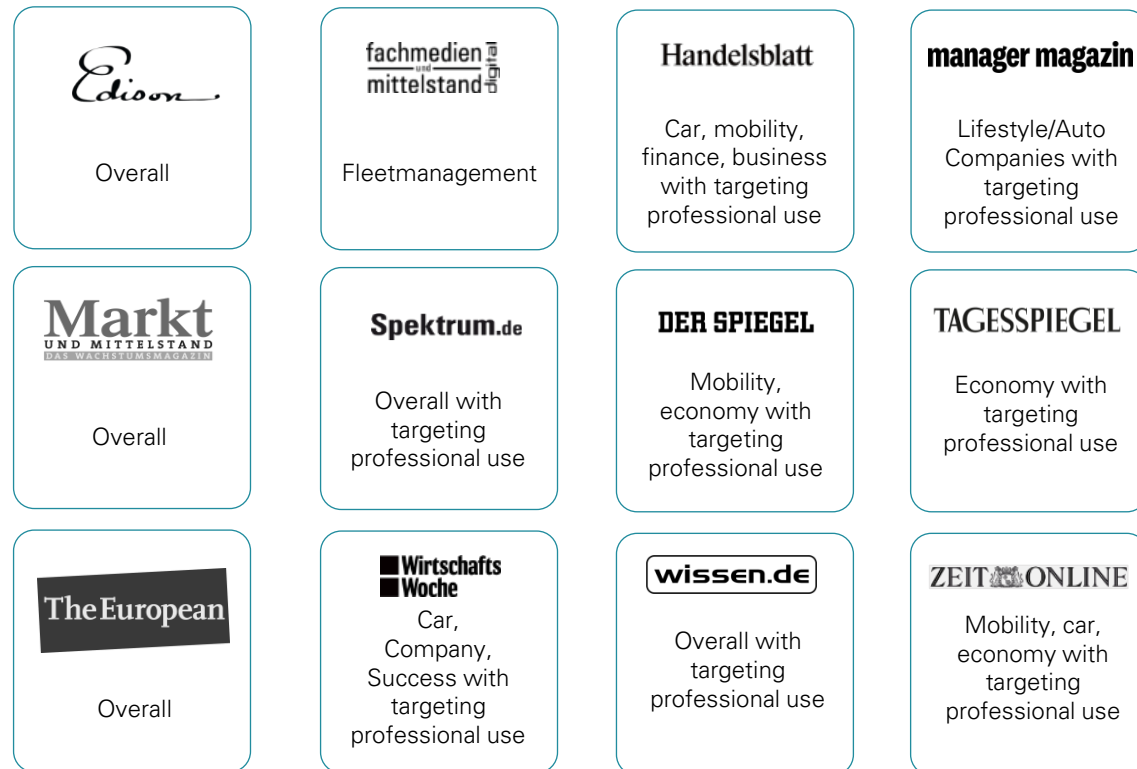 Edison
fachmedien
und
mittelstand
digital
Handelsblatt
manager magazin
Overall
Fleetmanagement
Car, mobility,
finance, business
with targeting
professional use
Lifestyle/Auto
Companies with
targeting
professional use
Markt
UND MITTELSTAND
DAS WACHSTUMSMAGAZIN
Spektrum.de
DER SPIEGEL
TAGESSPIEGEL
Overall
Overall with
targeting
professional use
Mobility,
economy with
targeting
professional use
Economy with
targeting
professional use
The European
Wirtschafts
Woche
wissen.de
ZEIT ONLINE
Overall
Car,
Company,
Success with
targeting
professional use
Overall with
targeting
professional use
Mobility, car,
economy with
targeting
professional use